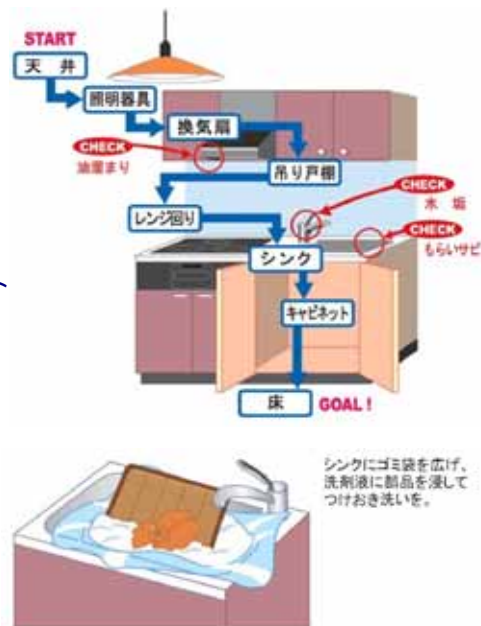 START
天井
照明器具
換気扇
CHECK
油溜まり
吊り戸棚
CHECK
水垢
レンジ回り
CHECK
もらいサビ
シンク
キャビネット
床
GOAL!
シンクにゴミ袋を広げ、
洗剤液に部品を浸して
つけおき洗いを。